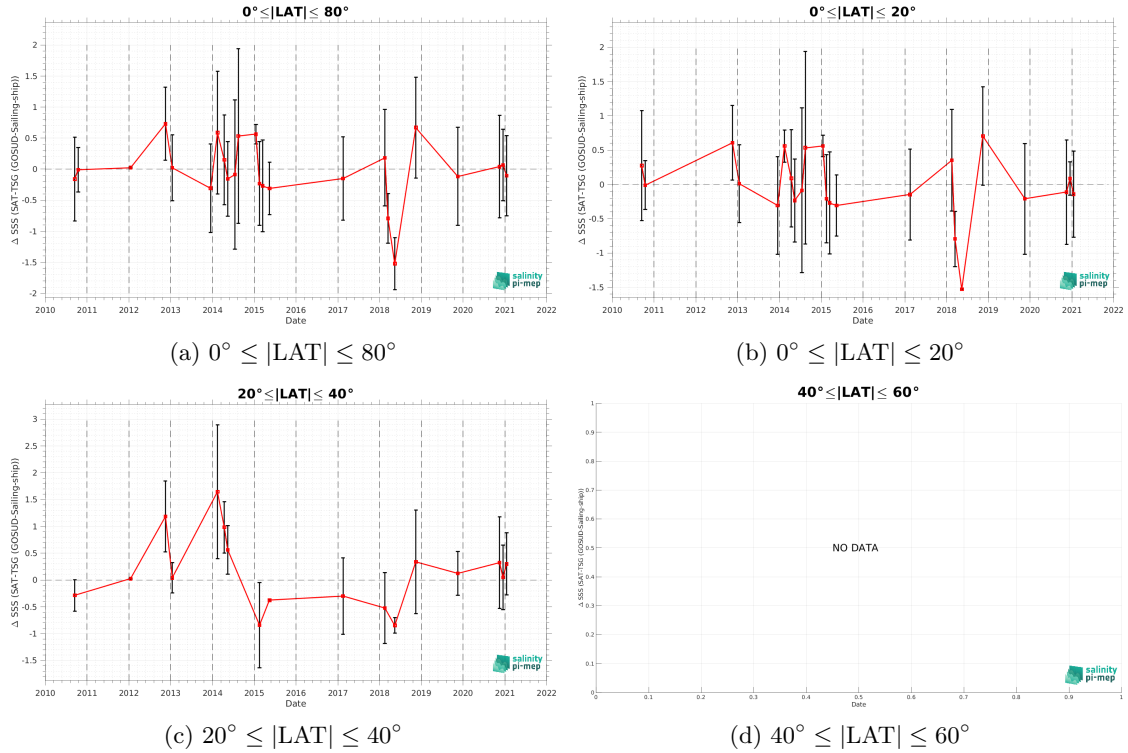 0°≤|LAT|≤ 80°
Δ SSS (SAT-TSG (GOSUD-Sailing-ship))
2
1.5
1
0.5
0
-0.5
-1
-1.5
-2
2010 2011 2012 2013 2014 2015 2016 2017 2018 2019 2020 2021 2022
Date
salinity
pi-mep
(a) 0° ≤ |LAT| ≤ 80°
0°≤|LAT|≤ 20°
Δ SSS (SAT-TSG (GOSUD-Sailing-ship))
2
1.5
1
0.5
0
-0.5
-1
-1.5
2010 2011 2012 2013 2014 2015 2016 2017 2018 2019 2020 2021 2022
Date
salinity
pi-mep
(b) 0° ≤ |LAT| ≤ 20°
20°≤|LAT|≤ 40°
Δ SSS (SAT-TSG (GOSUD-Sailing-ship))
3
2.5
2
1.5
1
0.5
0
-0.5
-1
-1.5
2010 2011 2012 2013 2014 2015 2016 2017 2018 2019 2020 2021 2022
Date
salinity
pi-mep
(c) 20° ≤ |LAT| ≤ 40°
40°≤|LAT|≤ 60°
Δ SSS (SAT-TSG (GOSUD-Sailing-ship))
1
0.9
0.8
0.7
0.6
0.5
0.4
0.3
0.2
0.1
0
NO DATA
0 0.1 0.2 0.3 0.4 0.5 0.6 0.7 0.8 0.9 1
Date
salinity
pi-mep
(d) 40° ≤ |LAT| ≤ 60°